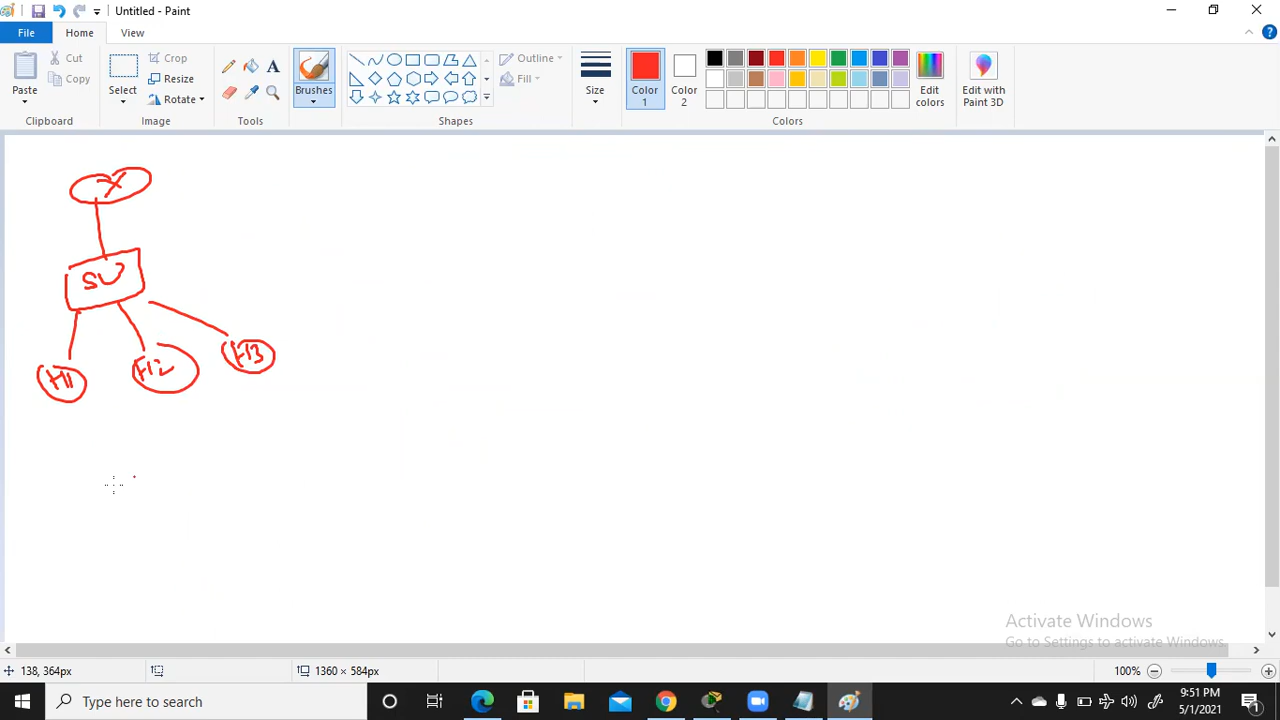 Untitled - Paint
File Home View
Paste
Cut
Copy
Clipboard
Select
Crop
Resize
Rotate
Image
Tools
Brushes
Shapes
Outline
Fill
Size
Color 1
Color 2
Edit colors
Colors
Edit with Paint 3D
SW
H1 H2 H3
Activate Windows
Go to Settings to activate Windows.
138, 364px
1360 × 584px
100%
Type here to search
9:51 PM
5/1/2021
1